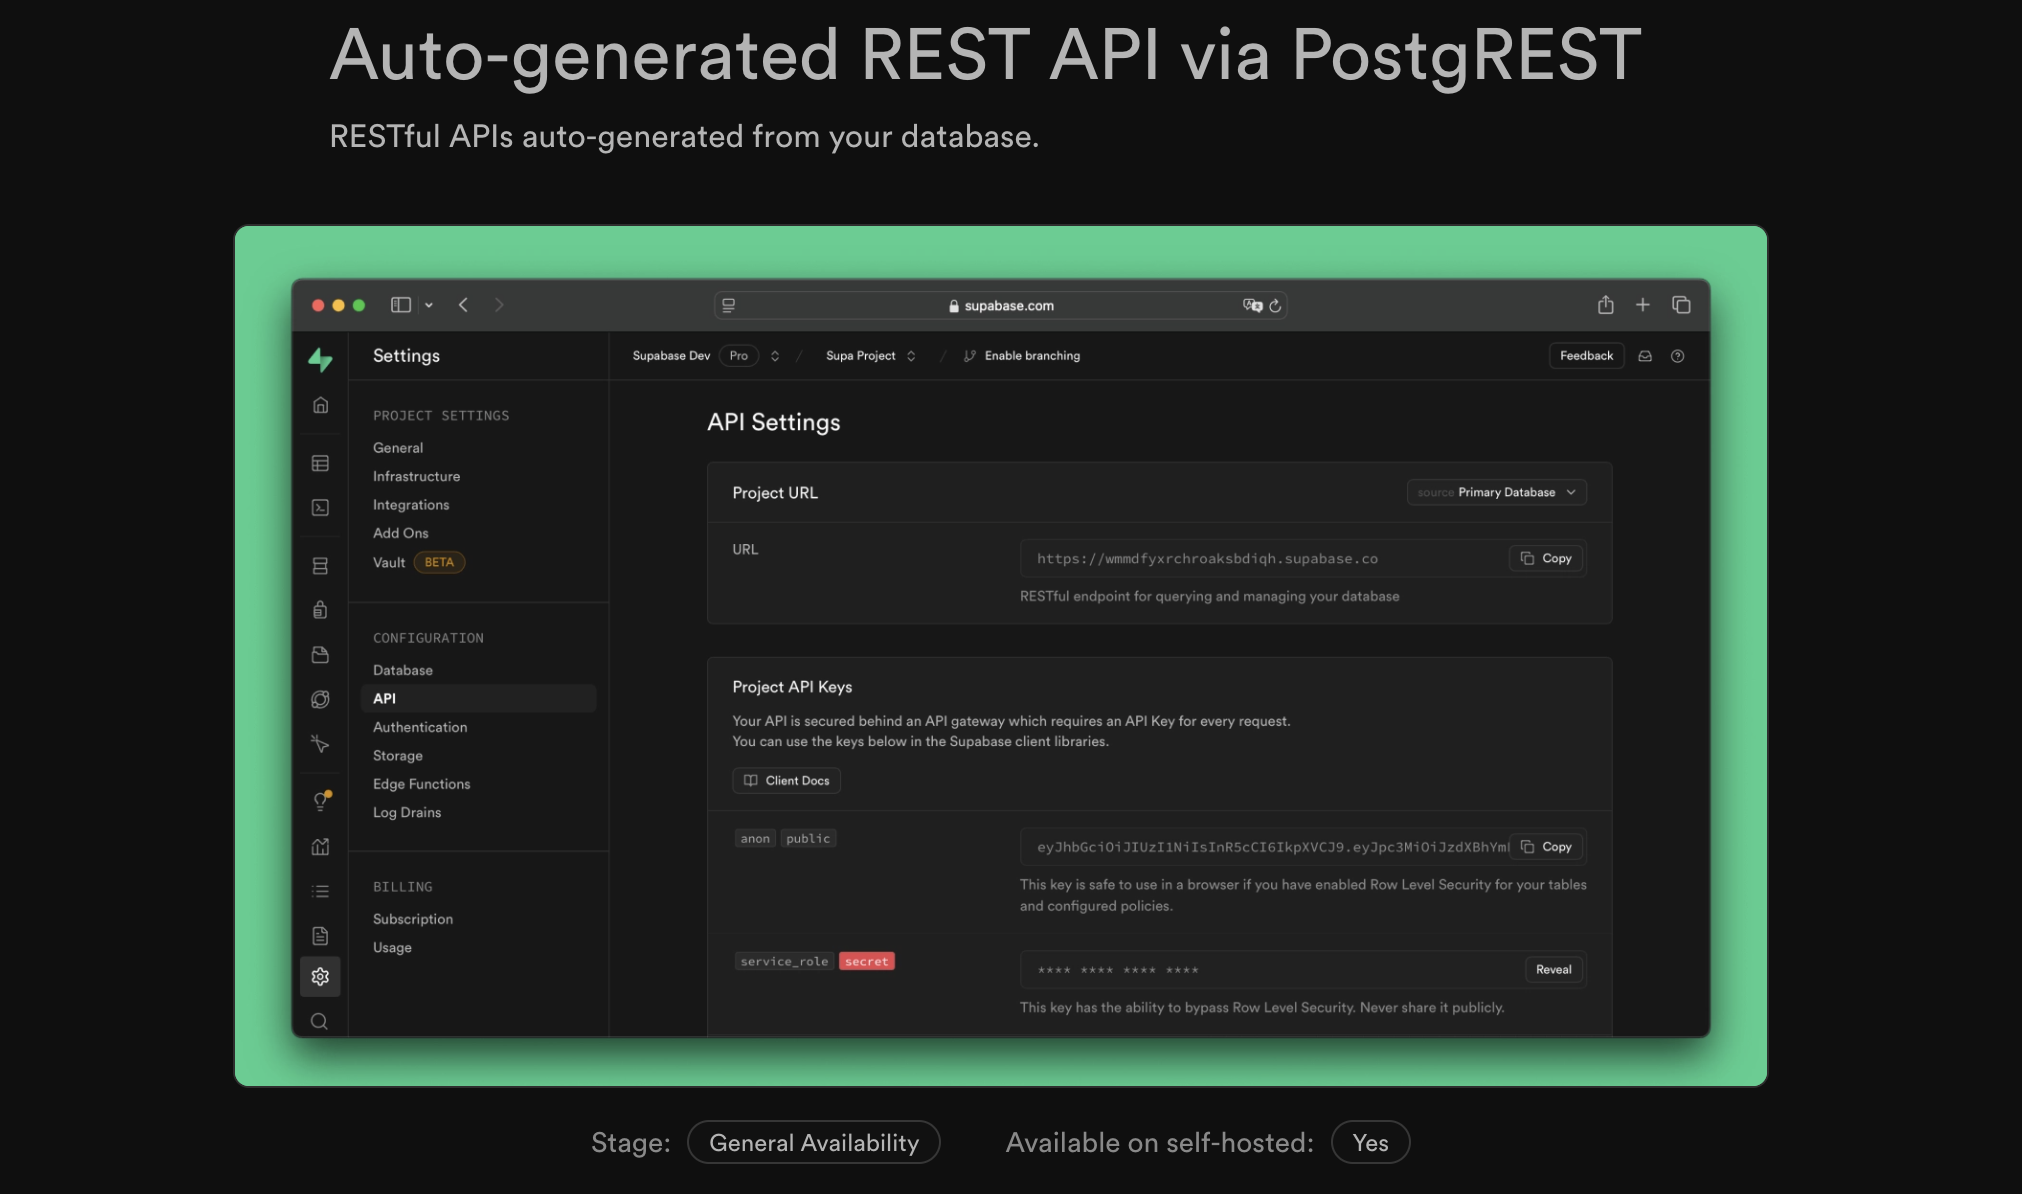 Auto-generated REST API via PostgREST
RESTful APIs auto-generated from your database.
supabase.com
Settings
Supabase Dev Pro / Supa Project / Enable branching
Feedback
PROJECT SETTINGS
General
Infrastructure
Integrations
Add Ons
Vault BETA
CONFIGURATION
Database
API
Authentication
Storage
Edge Functions
Log Drains
BILLING
Subscription
Usage
API Settings
Project URL
source Primary Database
URL
https://wmmdfyxrchroaksbdiqh.supabase.co
Copy
RESTful endpoint for querying and managing your database
Project API Keys
Your API is secured behind an API gateway which requires an API Key for every request.
You can use the keys below in the Supabase client libraries.
Client Docs
anon public
eyJhbGciOiJIUzI1NiIsInR5cCI6IkpXVCJ9.eyJpc3MiOiJzdXBhYm
Copy
This key is safe to use in a browser if you have enabled Row Level Security for your tables
and configured policies.
service_role secret
**** **** **** ****
Reveal
This key has the ability to bypass Row Level Security. Never share it publicly.
Stage: General Availability
Available on self-hosted: Yes